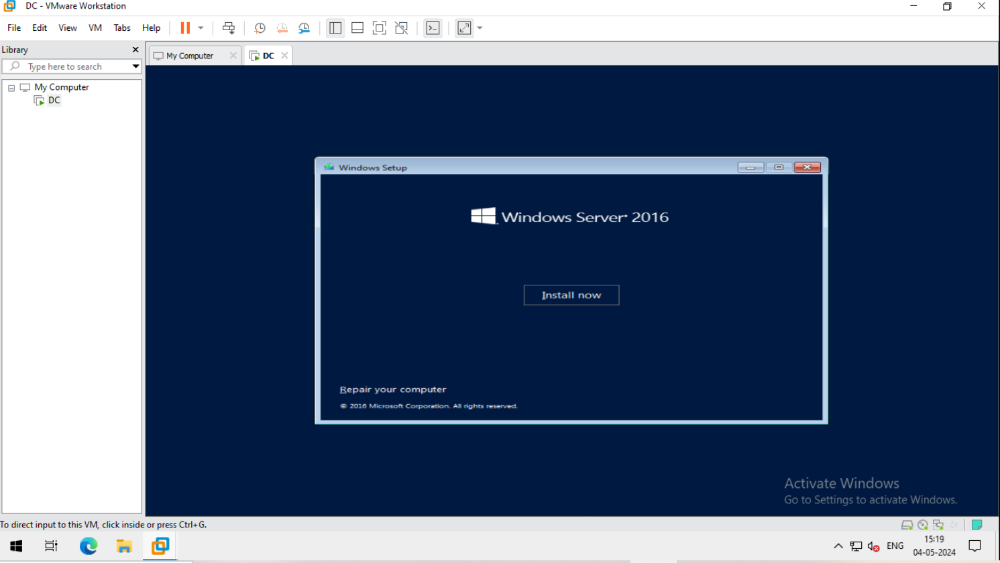 DC - VMware Workstation
File Edit View VM Tabs Help
Library
My Computer
DC
Type here to search
My Computer
DC
Windows Setup
Windows Server 2016
Install now
Repair your computer
© 2016 Microsoft Corporation. All rights reserved.
Activate Windows
Go to Settings to activate Windows.
To direct input to this VM, click inside or press Ctrl+G.
ENG
15:19
04-05-2024